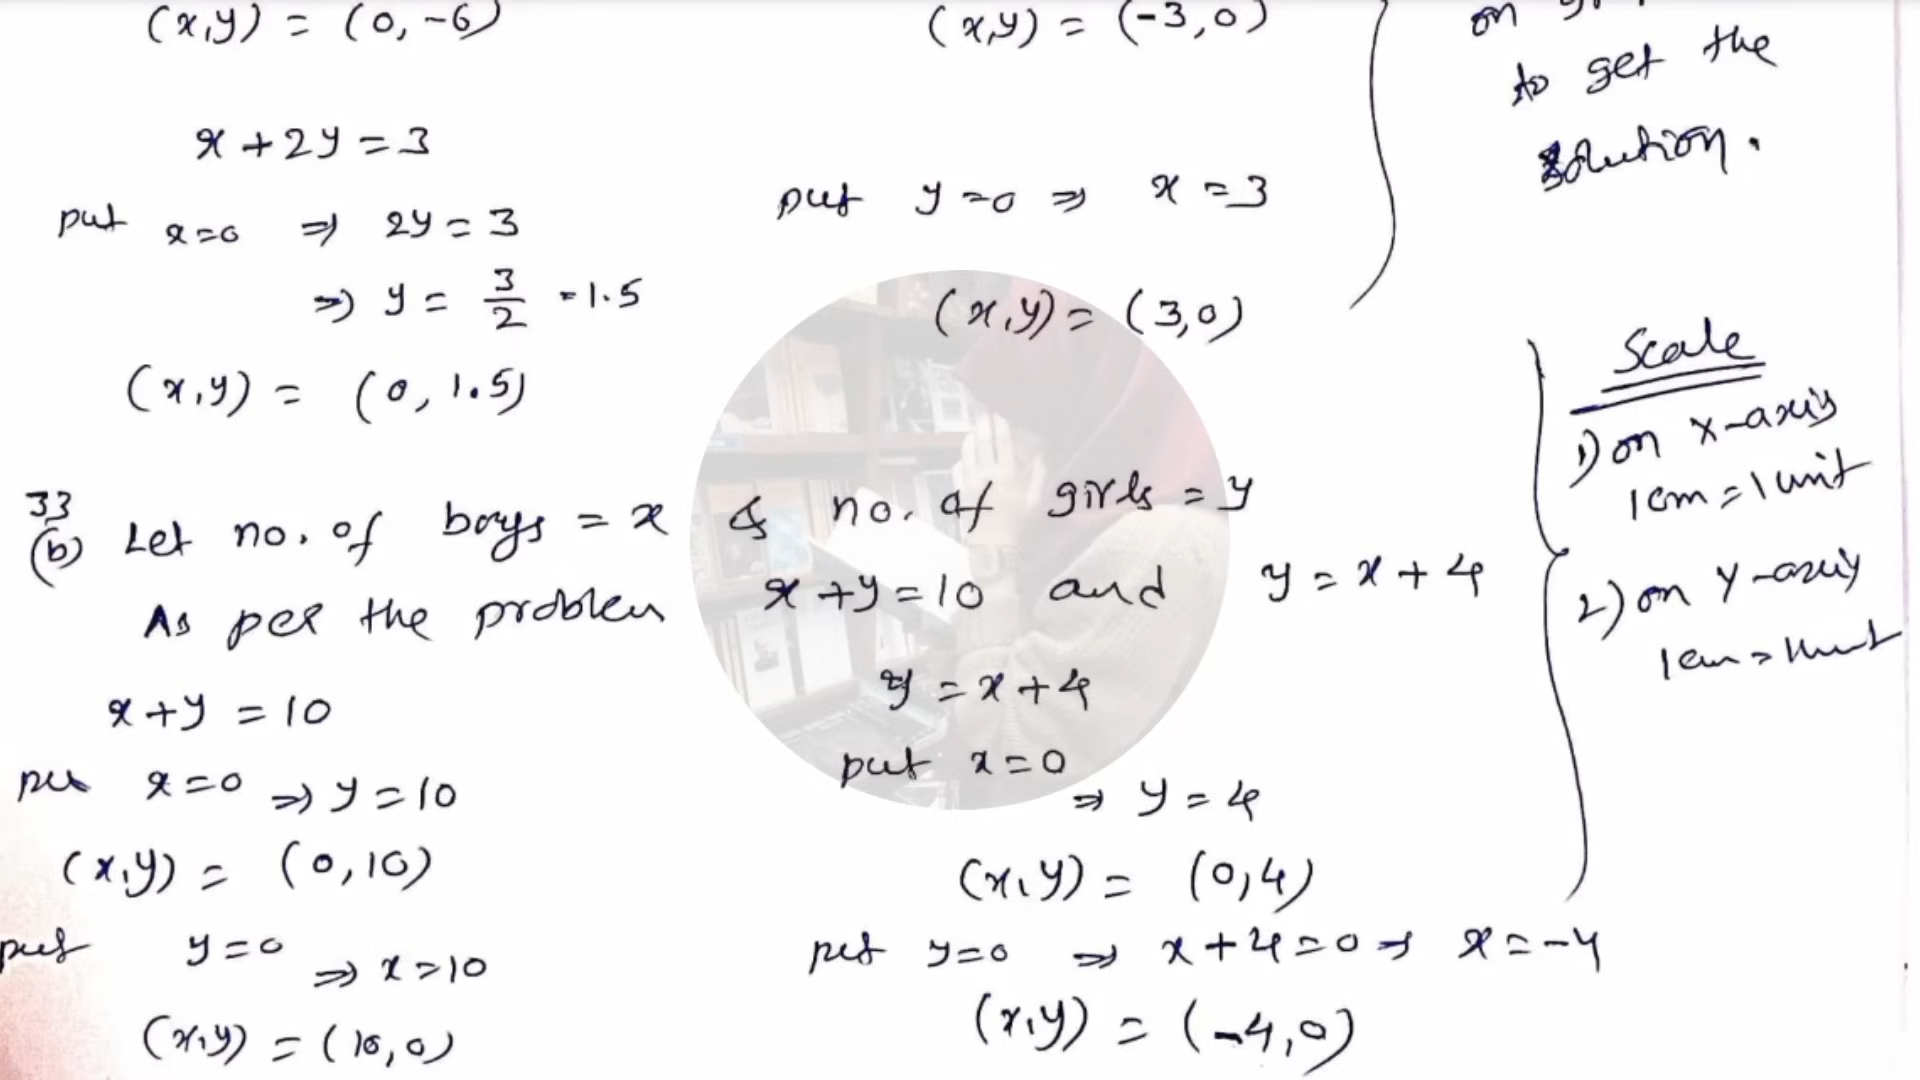 (x,y) = (0,-6)
(x,y) = (-3,0)
on
to get the
solution.
x+2y=3
put x=0 ⇒ 2y=3
⇒ y = 3/2 = 1.5
(x,y) = (0, 1.5)
put y=0 ⇒ x=3
(x,y) = (3,0)
Scale
1) on x-axis
1cm=1unit
2) on y-axis
1cm=1unit
33
(b) Let no. of boys = x & no. of girls = y
As per the problem x+y=10 and y=x+4
x+y=10
put x=0 ⇒ y=10
(x,y) = (0,10)
put y=0 ⇒ x=10
(x,y) = (10,0)
y=x+4
put x=0
⇒ y=4
(x,y) = (0,4)
put y=0 ⇒ x+4=0 ⇒ x=-4
(x,y) = (-4,0)